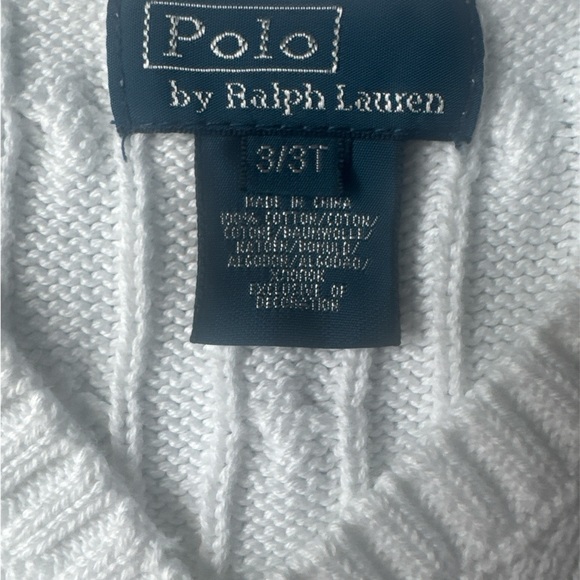 Polo
by Ralph Lauren
3/3T
MADE IN CHINA
100% COTTON/COTON/
COTONE/BAUMWOLLE/
KATOEN/BOMULD/
ALGODON/ALGODAO/
ХЛОПОК
EXCLUSIVE OF
DECORATION